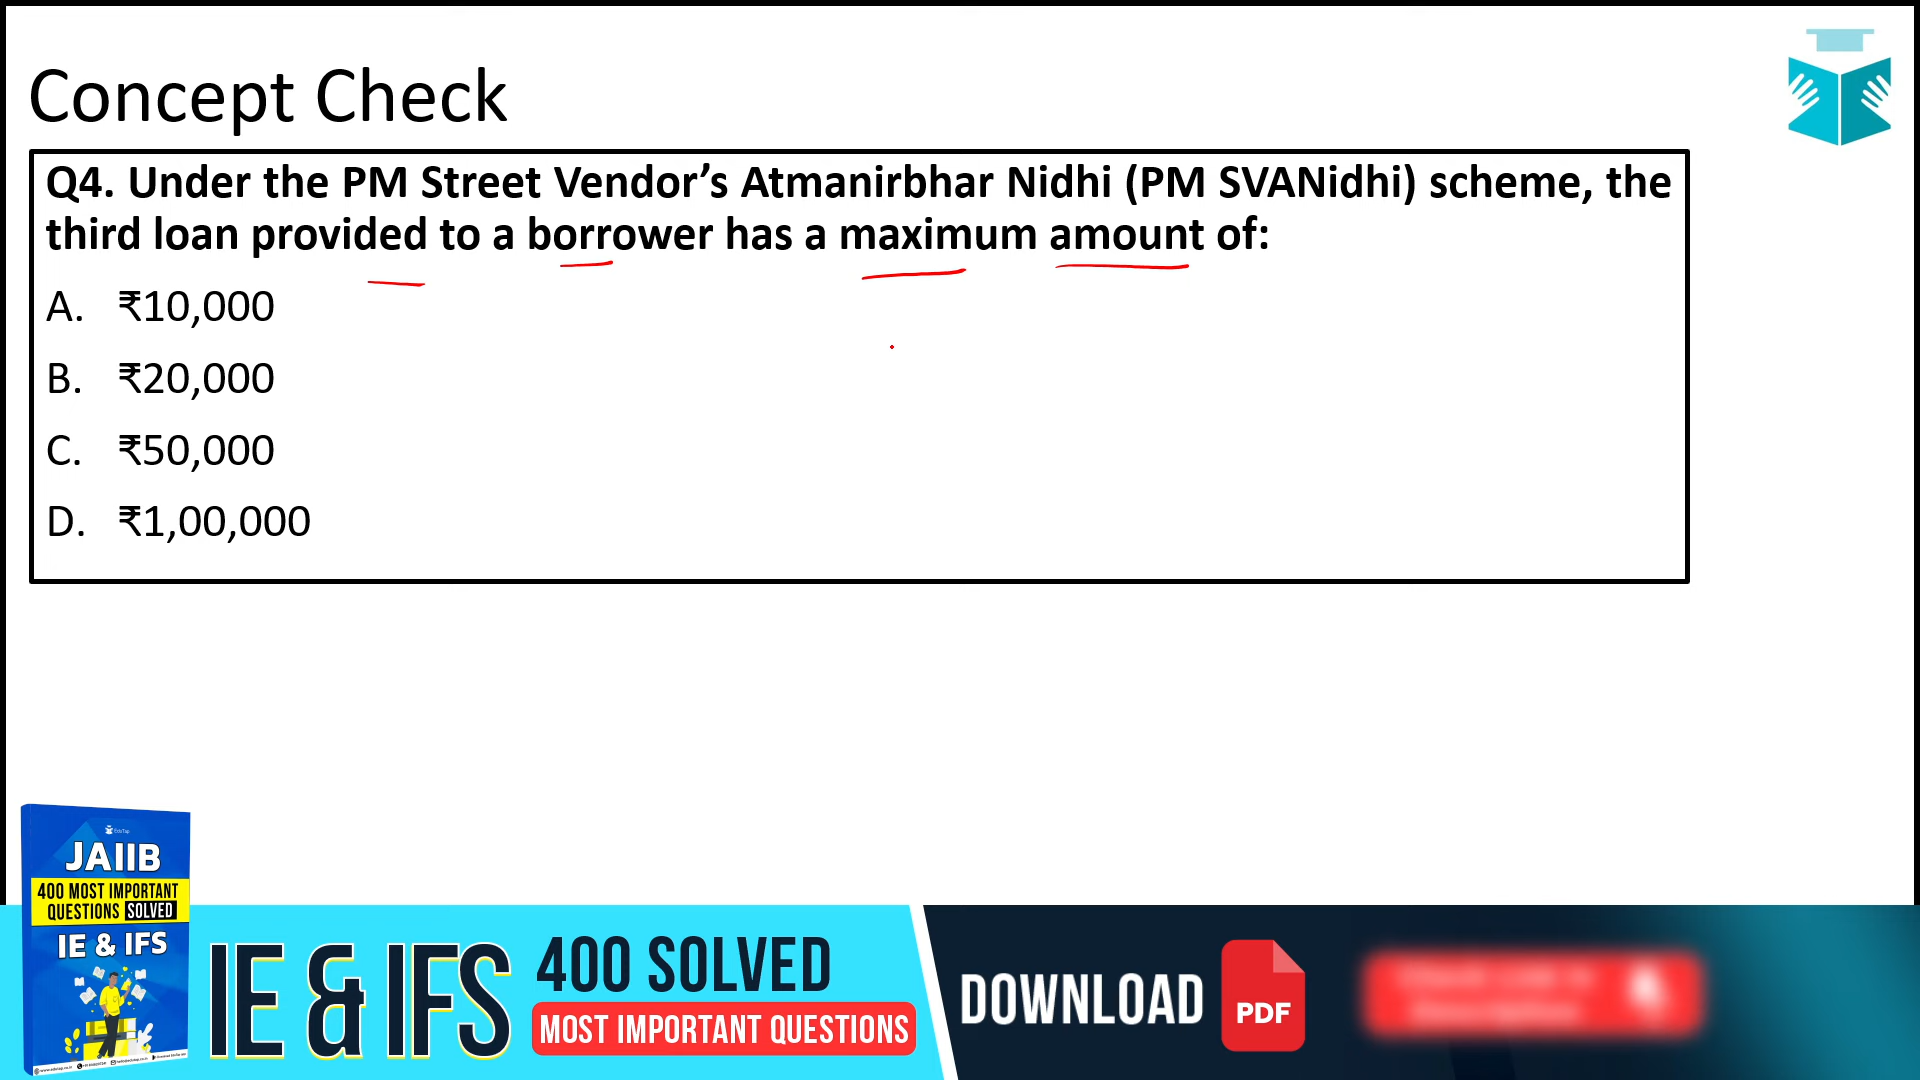 Concept Check
Q4. Under the PM Street Vendor’s Atmanirbhar Nidhi (PM SVANidhi) scheme, the
third loan provided to a borrower has a maximum amount of:
A. ₹10,000
B. ₹20,000
C. ₹50,000
D. ₹1,00,000
EduTap
JAIIB
400 MOST IMPORTANT
QUESTIONS SOLVED
IE & IFS
IE & IFS
400 SOLVED
MOST IMPORTANT QUESTIONS
DOWNLOAD
PDF